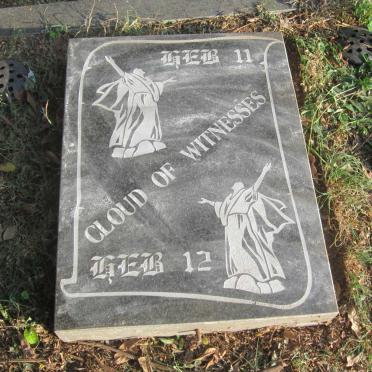 HEB 11
CLOUD OF WITNESSES
HEB 12